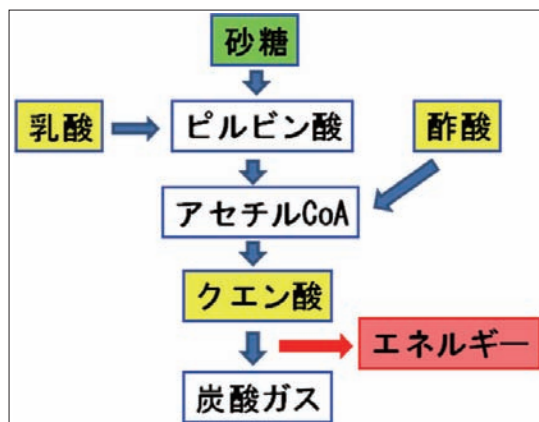 砂糖
乳酸
ピルビン酸
酢酸
アセチルCoA
クエン酸
エネルギー
炭酸ガス